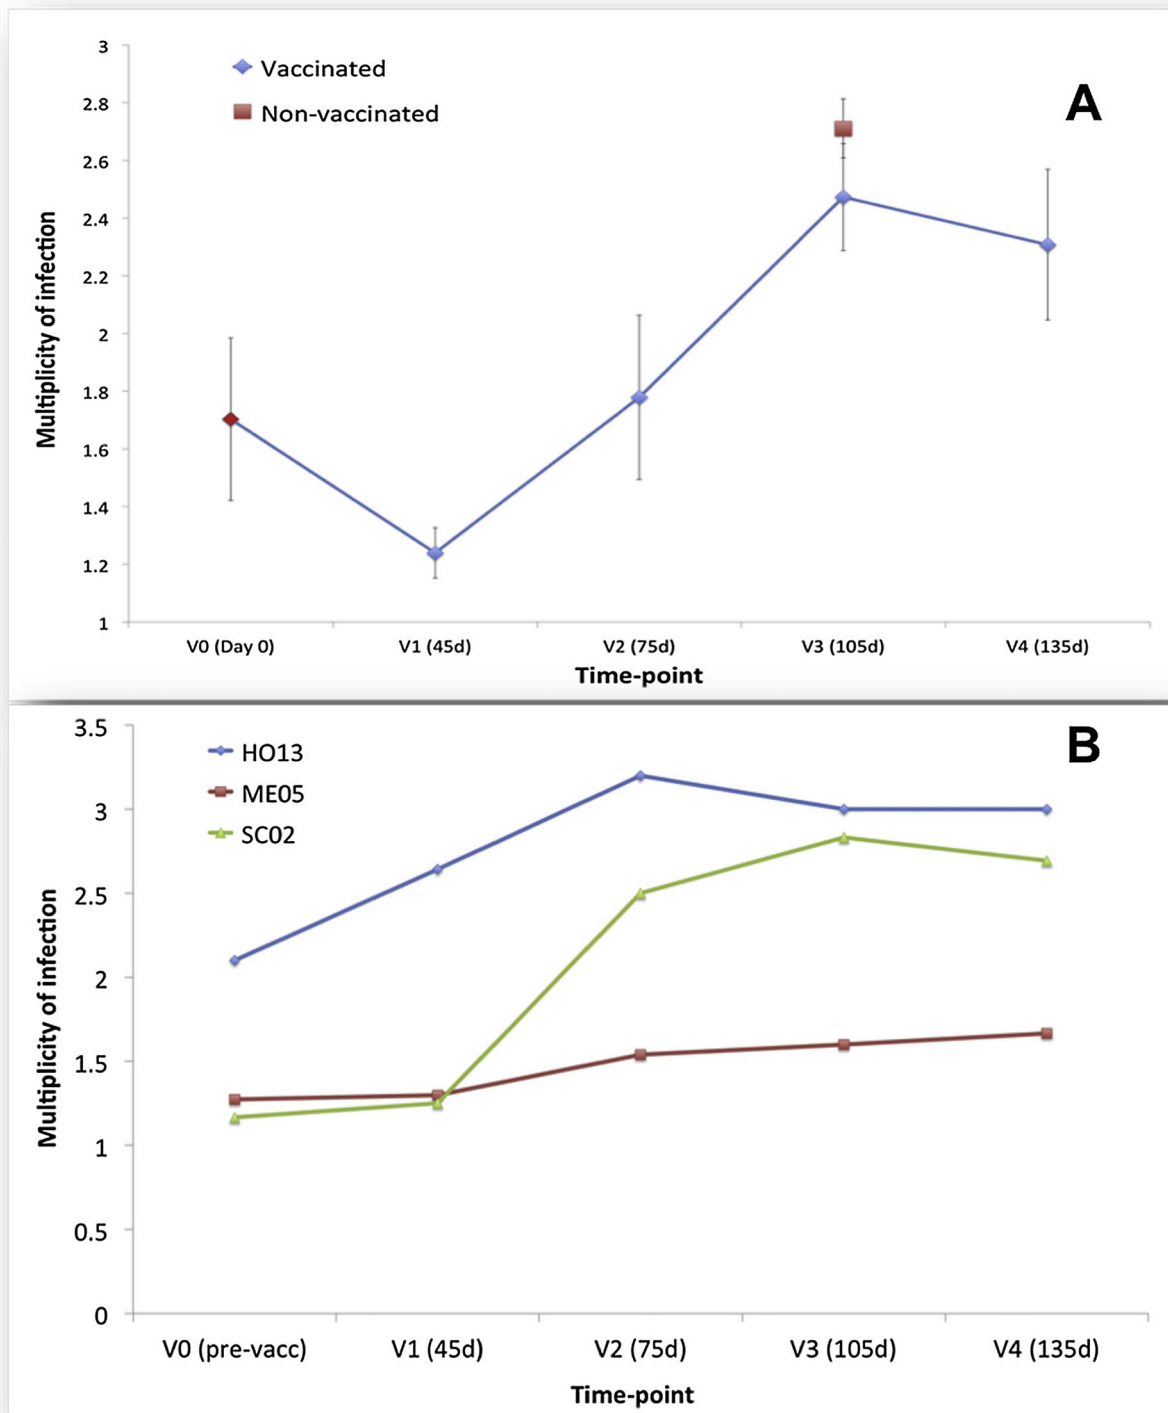 A
Vaccinated
Non-vaccinated
Multiplicity of infection
3
2.8
2.6
2.4
2.2
2
1.8
1.6
1.4
1.2
1
V0 (Day 0) V1 (45d) V2 (75d) V3 (105d) V4 (135d)
Time-point
B
HO13
ME05
SC02
Multiplicity of infection
3.5
3
2.5
2
1.5
1
0.5
0
V0 (pre-vacc) V1 (45d) V2 (75d) V3 (105d) V4 (135d)
Time-point